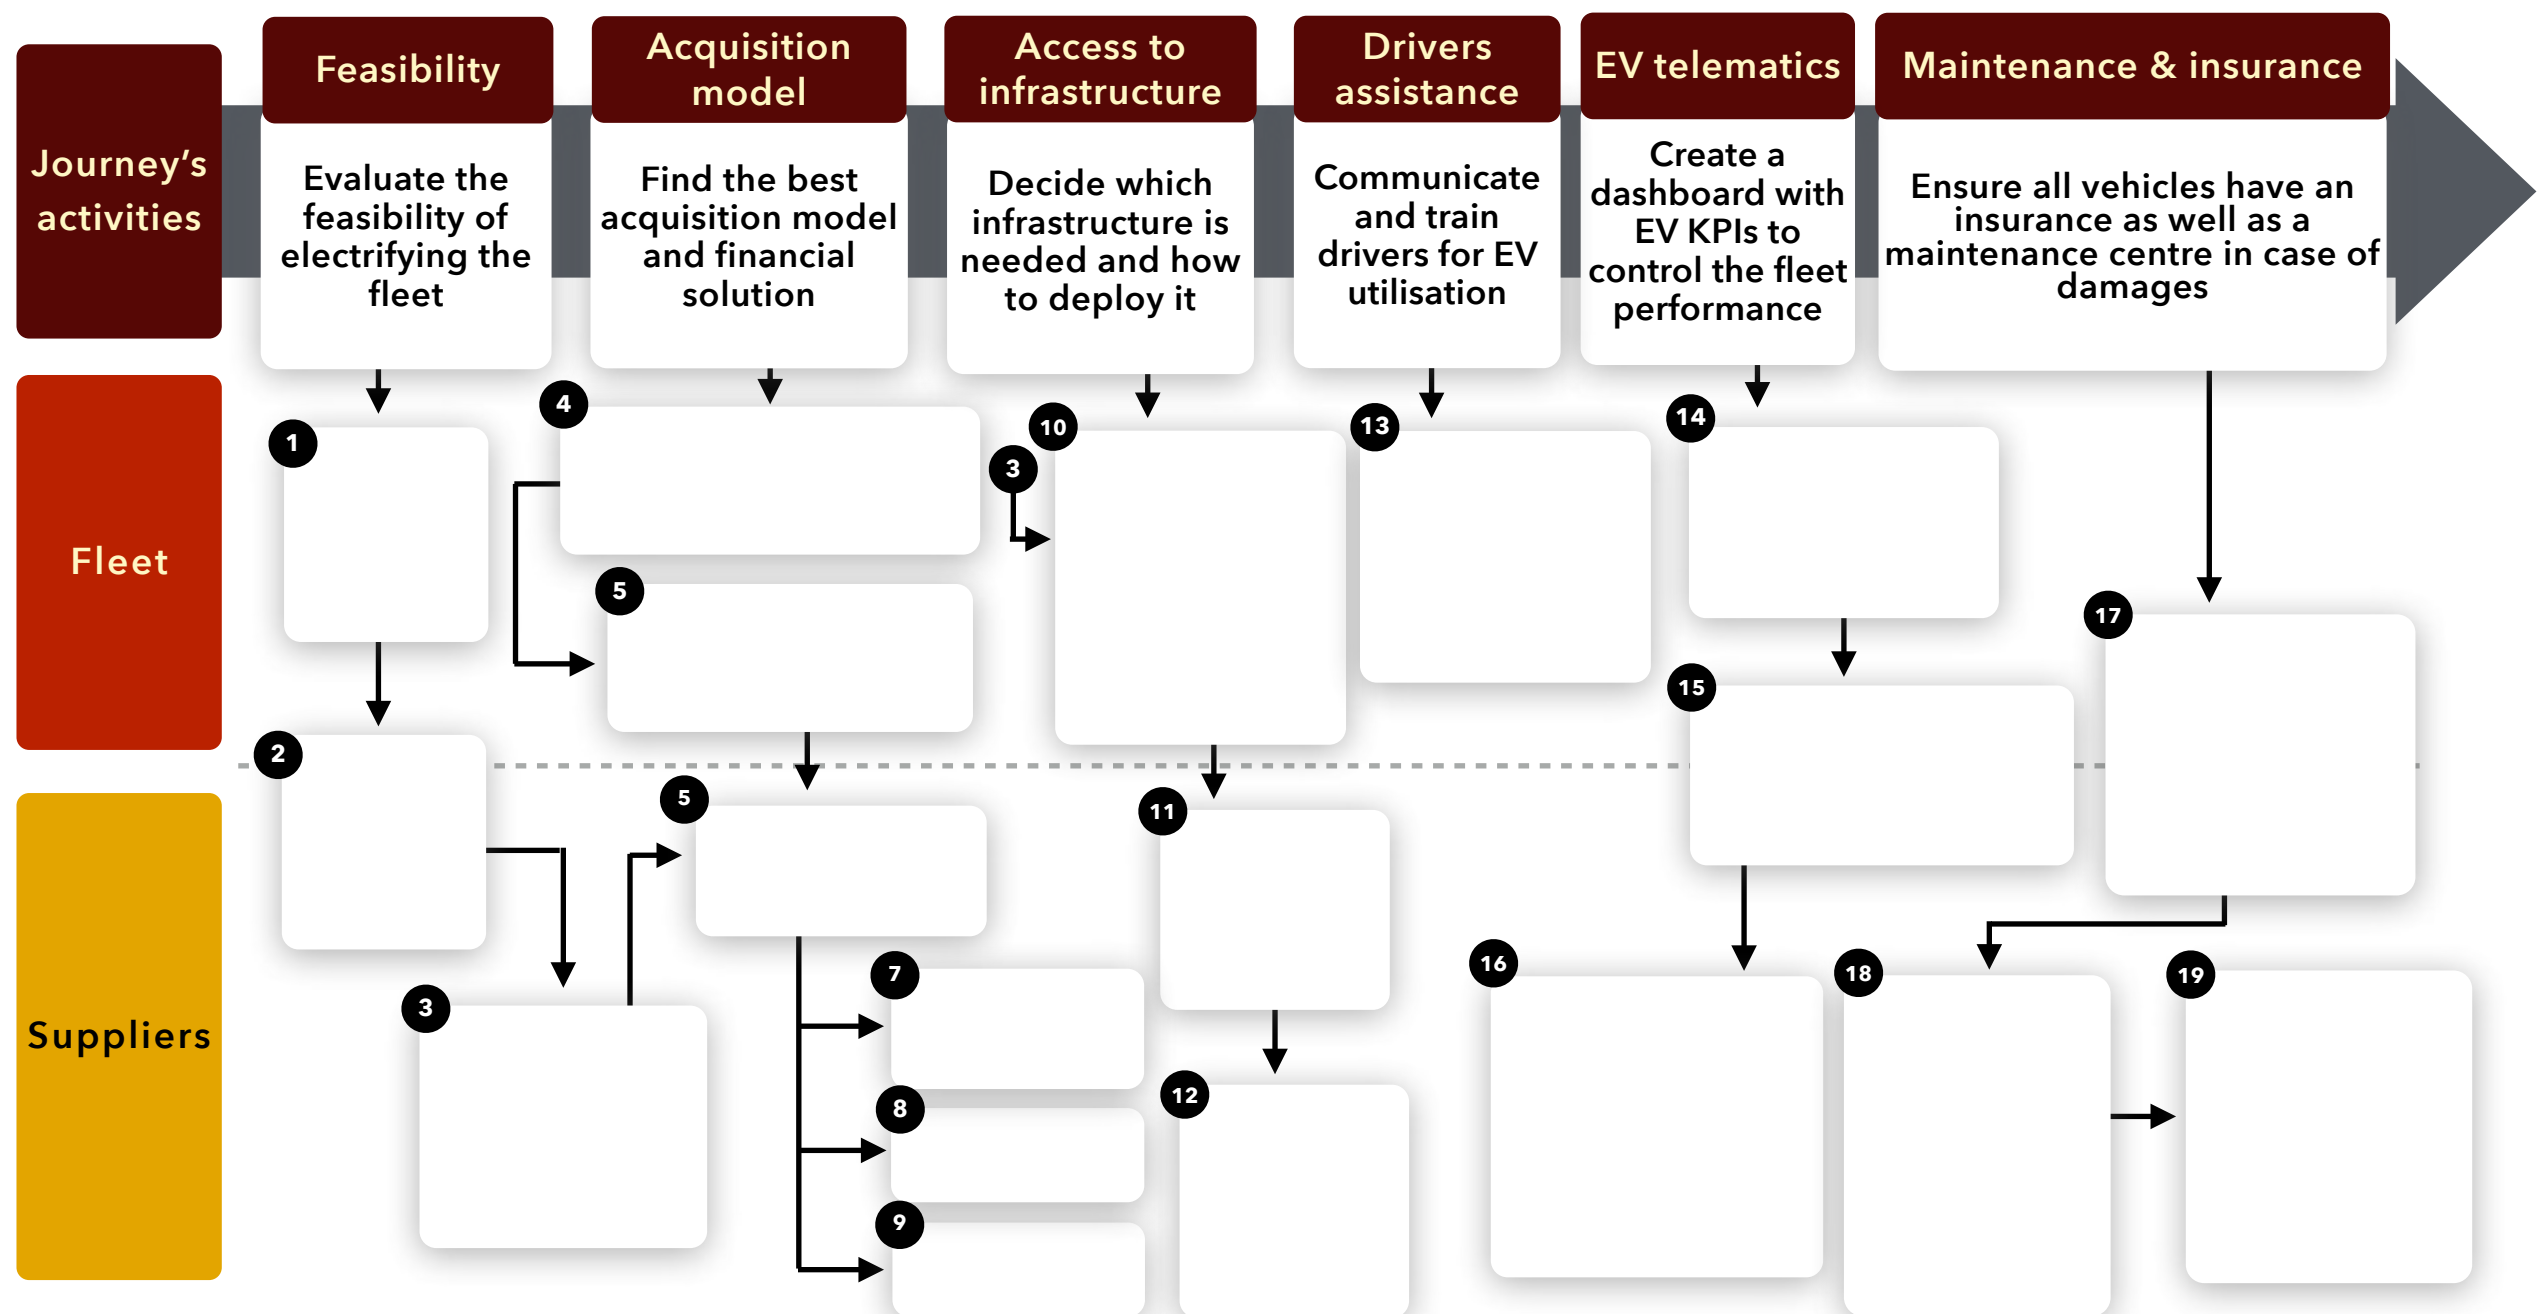 Journey's
activities
Feasibility
Evaluate the
feasibility of
electrifying the
fleet
Acquisition
model
Find the best
acquisition model
and financial
solution
Access to
infrastructure
Decide which
infrastructure is
needed and how
to deploy it
Drivers
assistance
Communicate
and train
drivers for EV
utilisation
EV telematics
Create a
dashboard with
EV KPIs to
control the fleet
performance
Maintenance & insurance
Ensure all vehicles have an
insurance as well as a
maintenance centre in case of
damages
Fleet
1
2
4
5
3
10
13
14
15
17
Suppliers
3
5
7
8
9
11
12
16
18
19